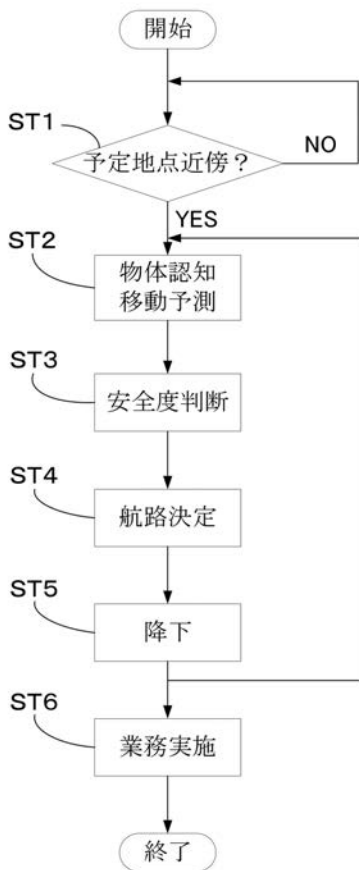 開始
ST1
予定地点近傍？
NO
YES
ST2
物体認知
移動予測
ST3
安全度判断
ST4
航路決定
ST5
降下
ST6
業務実施
終了